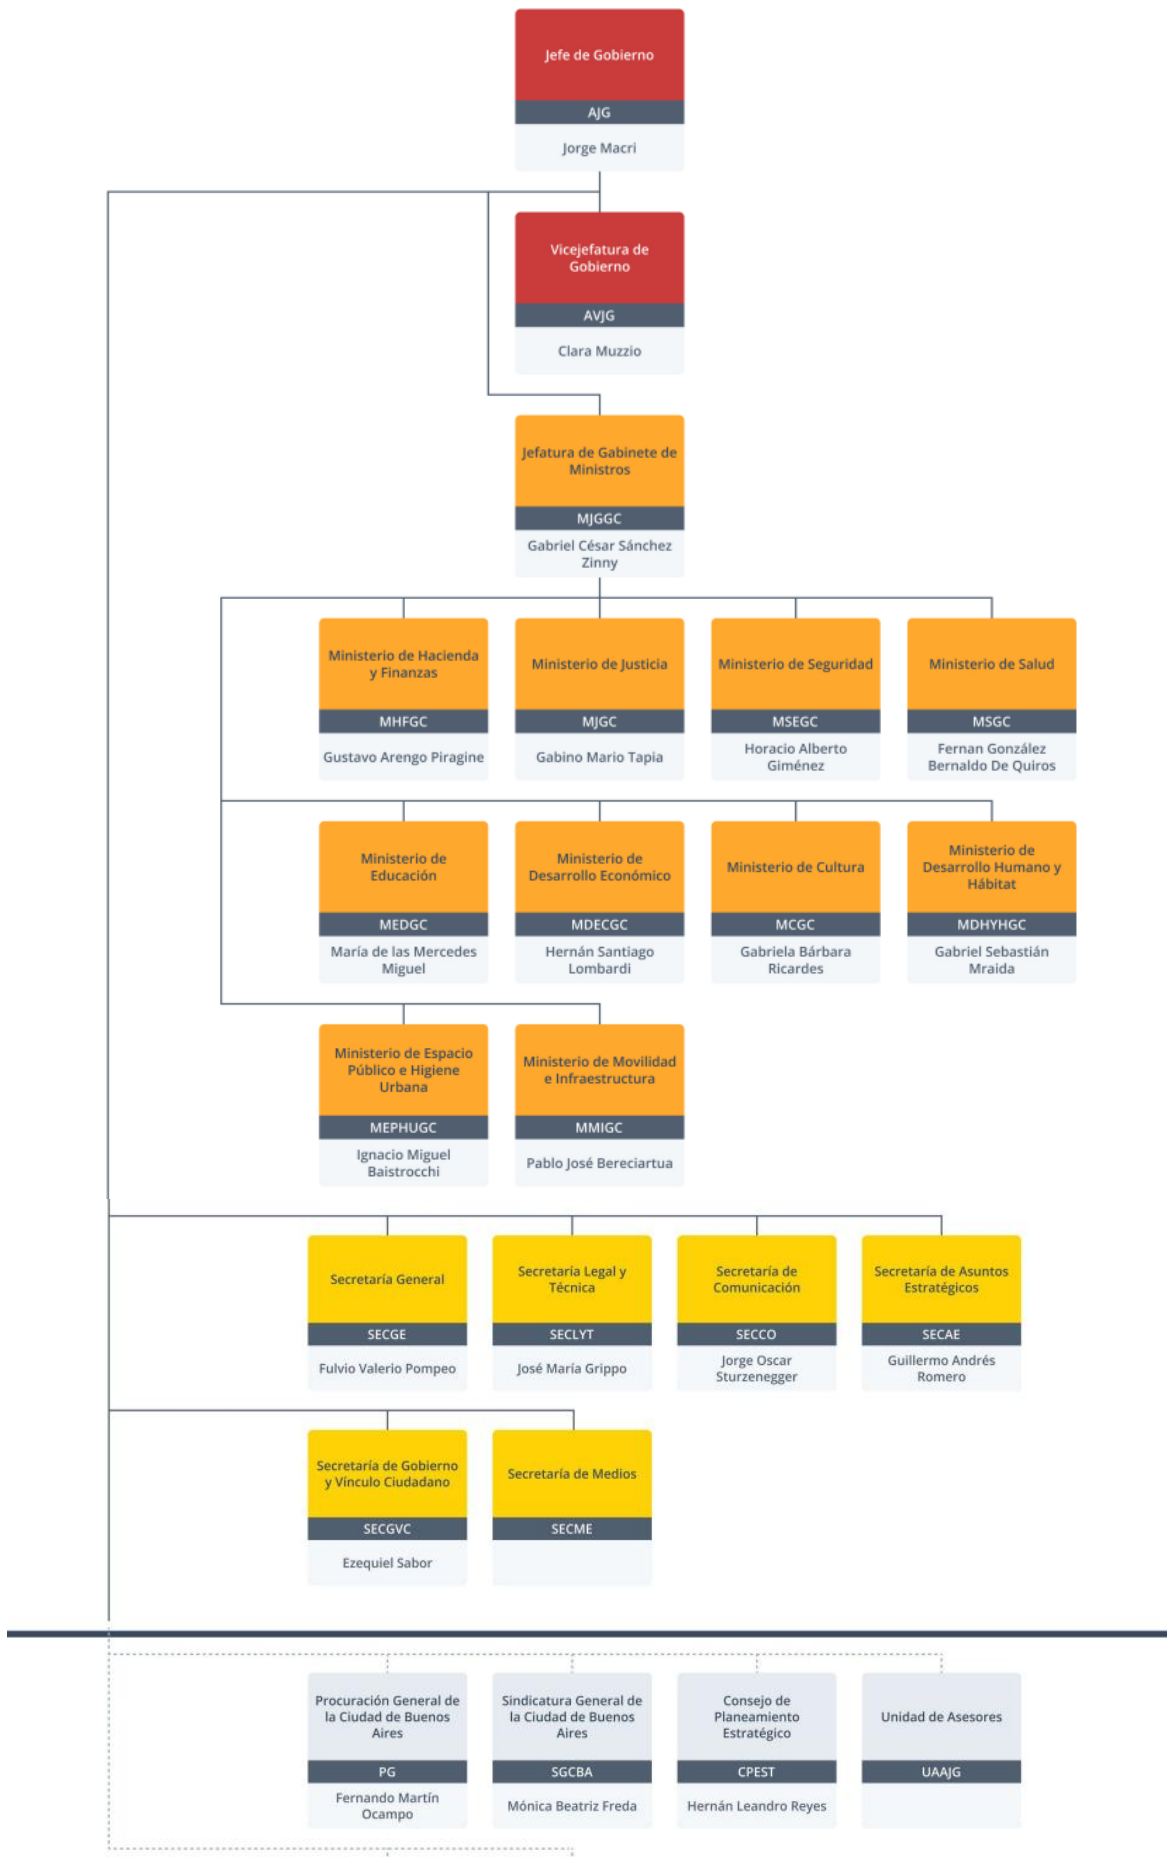 Jefe de Gobierno
AJG
Jorge Macri
Vicejefatura de
Gobierno
AVJG
Clara Muzzio
Jefatura de Gabinete de
Ministros
MJGGC
Gabriel César Sánchez
Zinny
Ministerio de Hacienda
y Finanzas
MHFGC
Gustavo Arengo Piragine
Ministerio de Justicia
MJGC
Gabino Mario Tapia
Ministerio de Seguridad
MSEGC
Horacio Alberto
Giménez
Ministerio de Salud
MSGC
Fernan González
Bernaldo De Quiros
Ministerio de
Educación
MEDGC
María de las Mercedes
Miguel
Ministerio de
Desarrollo Económico
MDECGC
Hernán Santiago
Lombardi
Ministerio de Cultura
MCGC
Gabriela Bárbara
Ricardes
Ministerio de
Desarrollo Humano y
Hábitat
MDHYHGC
Gabriel Sebastián
Mraida
Ministerio de Espacio
Público e Higiene
Urbana
MEPHUGC
Ignacio Miguel
Baistrocchi
Ministerio de Movilidad
e Infraestructura
MMIGC
Pablo José Bereciartua
Secretaría General
SECGE
Fulvio Valerio Pompeo
Secretaría Legal y
Técnica
SECLYT
José María Grippo
Secretaría de
Comunicación
SECCO
Jorge Oscar
Sturzenegger
Secretaría de Asuntos
Estratégicos
SECAE
Guillermo Andrés
Romero
Secretaría de Gobierno
y Vínculo Ciudadano
SECGVC
Ezequiel Sabor
Secretaría de Medios
SECME
Procuración General de
la Ciudad de Buenos
Aires
PG
Fernando Martín
Ocampo
Sindicatura General de
la Ciudad de Buenos
Aires
SGCBA
Mónica Beatriz Freda
Consejo de
Planeamiento
Estratégico
CPEST
Hernán Leandro Reyes
Unidad de Asesores
UAAJG